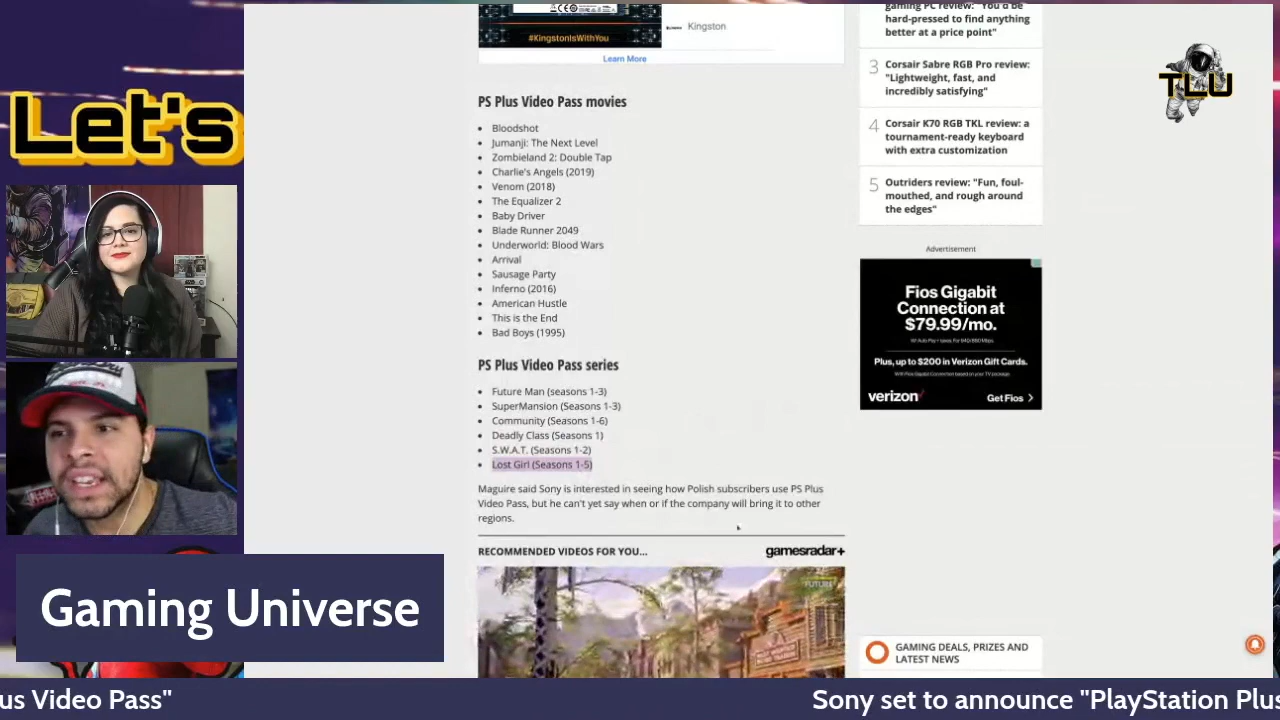 Let's
Gaming Universe
us Video Pass"
Sony set to announce "PlayStation Plus
TLU
#KingstonIsWithYou
Kingston
Learn More
PS Plus Video Pass movies
Bloodshot
Jumanji: The Next Level
Zombieland 2: Double Tap
Charlie's Angels (2019)
Venom (2018)
The Equalizer 2
Baby Driver
Blade Runner 2049
Underworld: Blood Wars
Arrival
Sausage Party
Inferno (2016)
American Hustle
This is the End
Bad Boys (1995)
PS Plus Video Pass series
Future Man (seasons 1-3)
SuperMansion (Seasons 1-3)
Community (Seasons 1-6)
Deadly Class (Seasons 1)
S.W.A.T. (Seasons 1-2)
Lost Girl (Seasons 1-5)
Maguire said Sony is interested in seeing how Polish subscribers use PS Plus
Video Pass, but he can't yet say when or if the company will bring it to other
regions.
RECOMMENDED VIDEOS FOR YOU...
gamesradar+
FUTURE
gaming PC review: "You'd be
hard-pressed to find anything
better at a price point"
3 Corsair Sabre RGB Pro review:
"Lightweight, fast, and
incredibly satisfying"
4 Corsair K70 RGB TKL review: a
tournament-ready keyboard
with extra customization
5 Outriders review: "Fun, foul-
mouthed, and rough around
the edges"
Advertisement
Fios Gigabit
Connection at
$79.99/mo.
Plus, up to $200 in Verizon Gift Cards.
verizon
Get Fios
GAMING DEALS, PRIZES AND
LATEST NEWS